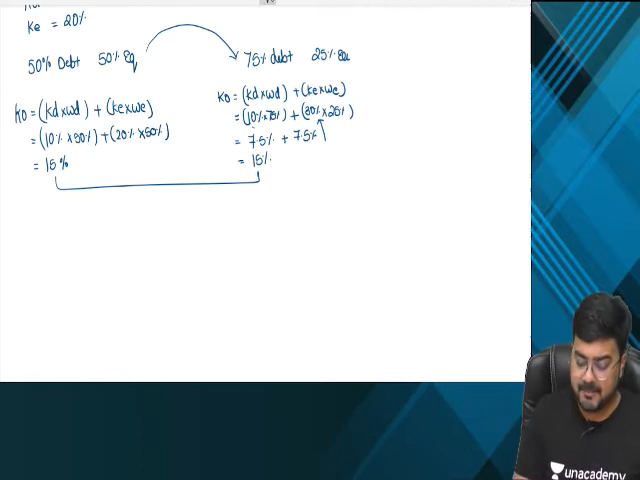 Ke = 20%
50% Debt 50% Eq
KO = (Kd x wd) + (Ke x we)
= (10% x 50%) + (20% x 50%)
= 15%
75% debt 25% Eq
KO = (Kd x wd) + (Ke x we)
= (10% x 75%) + (30% x 25%)
= 7.5% + 7.5%
= 15%
unacademy